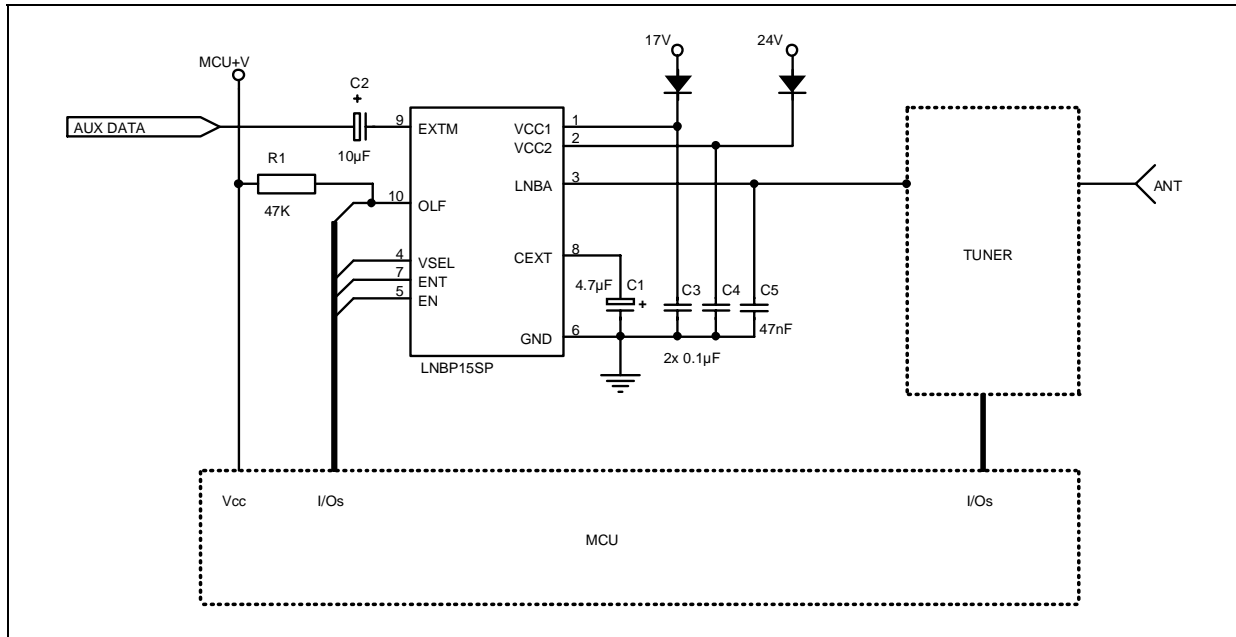 17V
24V
MCU+V
C2
+
AUX DATA
9
EXTM
VCC1
1
10µF
VCC2
2
R1
LNBA
3
ANT
47K
10
OLF
TUNER
4
VSEL
CEXT
8
7
ENT
4.7µF
C1
C3
C4
C5
5
EN
+
47nF
GND
6
2x 0.1µF
LNBP15SP
Vcc
I/Os
I/Os
MCU